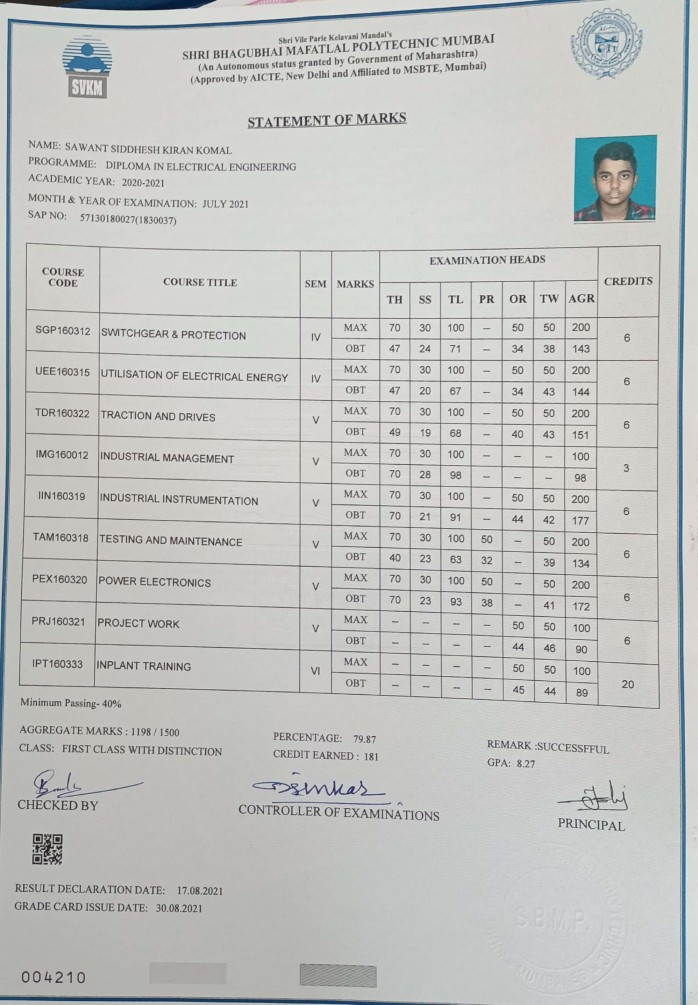 Shri Vile Parle Kelavani Mandal's
SHRI BHAGUBHAI MAFATLAL POLYTECHNIC MUMBAI
(An Autonomous status granted by Government of Maharashtra)
(Approved by AICTE, New Delhi and Affiliated to MSBTE, Mumbai)
SVKM
STATEMENT OF MARKS
NAME: SAWANT SIDDHESH KIRAN KOMAL
PROGRAMME: DIPLOMA IN ELECTRICAL ENGINEERING
ACADEMIC YEAR: 2020-2021
MONTH & YEAR OF EXAMINATION: JULY 2021
SAP NO: 57130180027(1830037)
COURSE CODE COURSE TITLE SEM MARKS EXAMINATION HEADS CREDITS
TH SS TL PR OR TW AGR
SGP160312 SWITCHGEAR & PROTECTION IV MAX 70 30 100 -- 50 50 200 6
OBT 47 24 71 -- 34 38 143
UEE160315 UTILISATION OF ELECTRICAL ENERGY IV MAX 70 30 100 -- 50 50 200 6
OBT 47 20 67 -- 34 43 144
TDR160322 TRACTION AND DRIVES V MAX 70 30 100 -- 50 50 200 6
OBT 49 19 68 -- 40 43 151
IMG160012 INDUSTRIAL MANAGEMENT V MAX 70 30 100 -- -- -- 100 3
OBT 70 28 98 -- -- -- 98
IIN160319 INDUSTRIAL INSTRUMENTATION V MAX 70 30 100 -- 50 50 200 6
OBT 70 21 91 -- 44 42 177
TAM160318 TESTING AND MAINTENANCE V MAX 70 30 100 50 -- 50 200 6
OBT 40 23 63 32 -- 39 134
PEX160320 POWER ELECTRONICS V MAX 70 30 100 50 -- 50 200 6
OBT 70 23 93 38 -- 41 172
PRJ160321 PROJECT WORK V MAX -- -- -- -- 50 50 100 6
OBT -- -- -- -- 44 46 90
IPT160333 INPLANT TRAINING VI MAX -- -- -- -- 50 50 100 20
OBT -- -- -- -- 45 44 89
Minimum Passing- 40%
AGGREGATE MARKS : 1198 / 1500
PERCENTAGE: 79.87
REMARK :SUCCESSFFUL
CLASS: FIRST CLASS WITH DISTINCTION
CREDIT EARNED : 181
GPA: 8.27
CHECKED BY
CONTROLLER OF EXAMINATIONS
PRINCIPAL
RESULT DECLARATION DATE: 17.08.2021
GRADE CARD ISSUE DATE: 30.08.2021
S.B.M.P.
004210